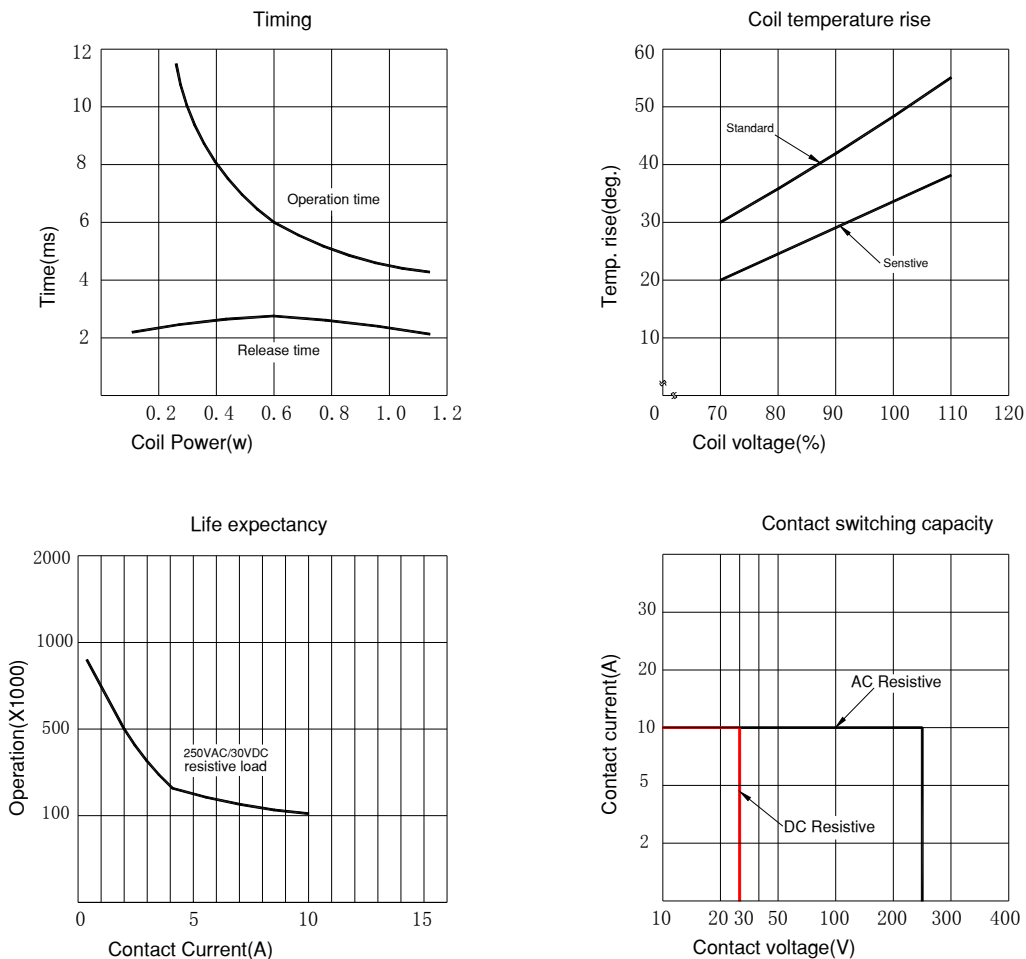 Timing
12
10
8
6
4
2
Time(ms)
Operation time
Release time
0.2 0.4 0.6 0.8 1.0 1.2
Coil Power(w)
Coil temperature rise
60
50
40
30
20
10
Temp. rise(deg.)
Standard
Senstive
0 70 80 90 100 110 120
Coil voltage(%)
Life expectancy
2000
1000
500
100
Operation(X1000)
250VAC/30VDC
resistive load
0 5 10 15
Contact Current(A)
Contact switching capacity
30
20
10
5
2
Contact current(A)
AC Resistive
DC Resistive
10 20 30 50 100 200 300 400
Contact voltage(V)